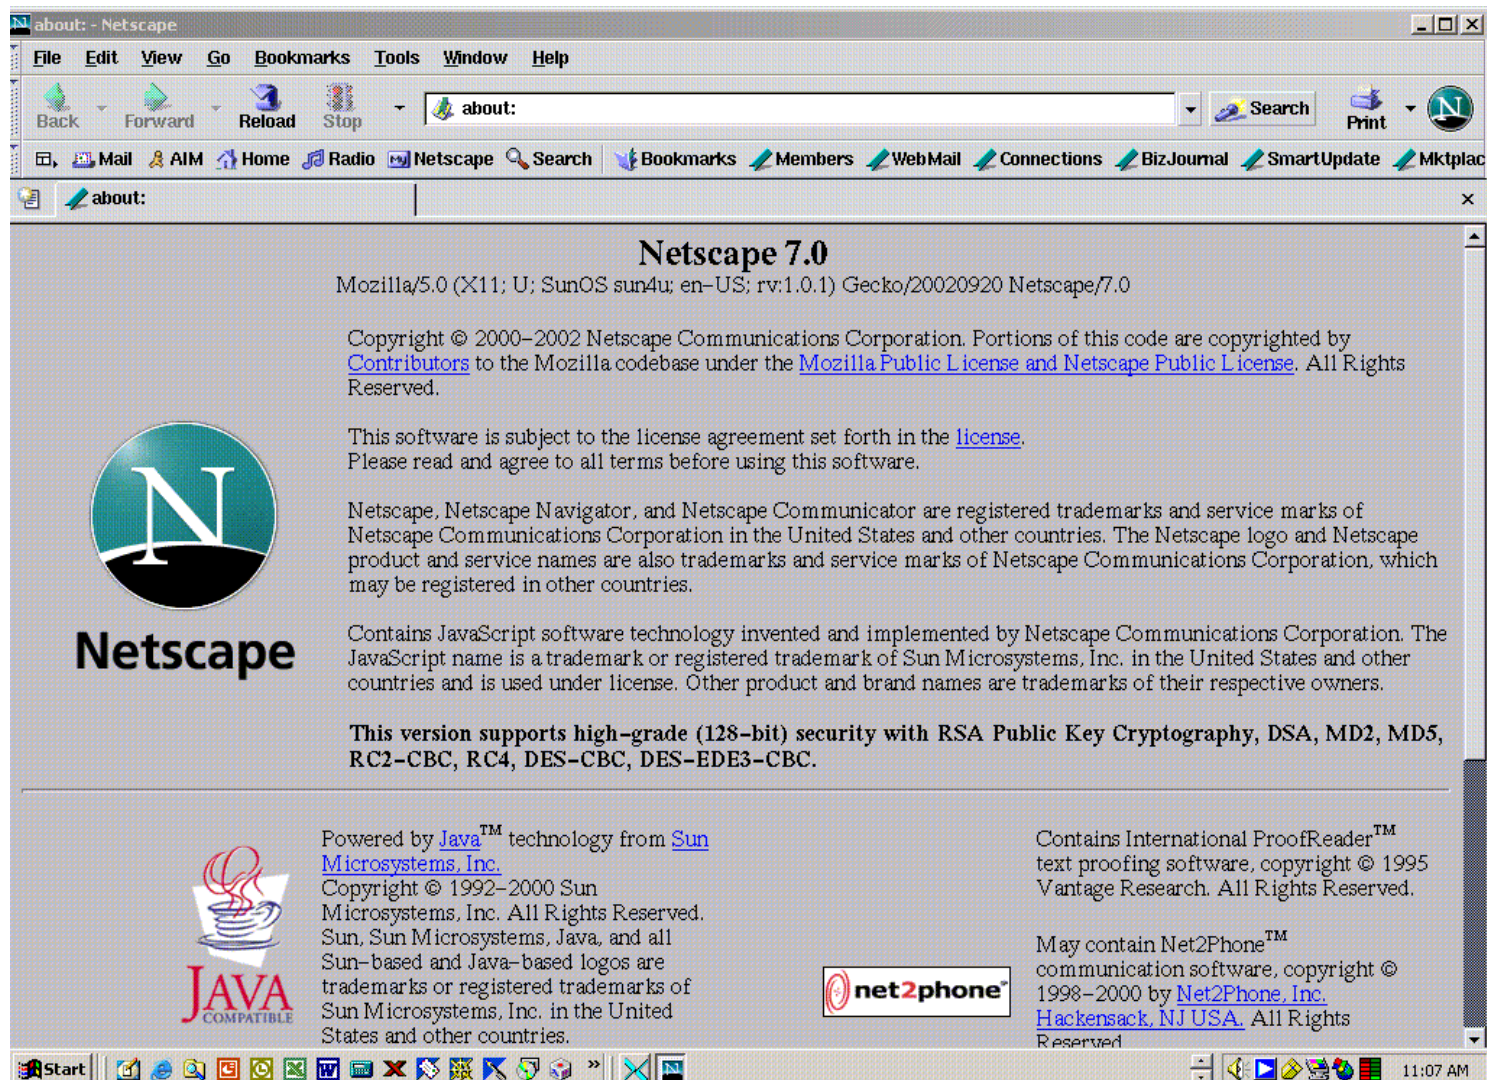 about: - Netscape
File Edit View Go Bookmarks Tools Window Help
Back Forward Reload Stop about: Search Print
Mail AIM Home Radio Netscape Search Bookmarks Members WebMail Connections BizJournal SmartUpdate Mktplac
about:
Netscape 7.0
Mozilla/5.0 (X11; U; SunOS sun4u; en-US; rv:1.0.1) Gecko/20020920 Netscape/7.0
Copyright © 2000-2002 Netscape Communications Corporation. Portions of this code are copyrighted by
Contributors to the Mozilla codebase under the Mozilla Public License and Netscape Public License. All Rights
Reserved.
This software is subject to the license agreement set forth in the license.
Please read and agree to all terms before using this software.
Netscape, Netscape Navigator, and Netscape Communicator are registered trademarks and service marks of
Netscape Communications Corporation in the United States and other countries. The Netscape logo and Netscape
product and service names are also trademarks and service marks of Netscape Communications Corporation, which
may be registered in other countries.
Contains JavaScript software technology invented and implemented by Netscape Communications Corporation. The
JavaScript name is a trademark or registered trademark of Sun Microsystems, Inc. in the United States and other
countries and is used under license. Other product and brand names are trademarks of their respective owners.
This version supports high-grade (128-bit) security with RSA Public Key Cryptography, DSA, MD2, MD5,
RC2-CBC, RC4, DES-CBC, DES-EDE3-CBC.
N
Netscape
Powered by Java™ technology from Sun
Microsystems, Inc.
Copyright © 1992-2000 Sun
Microsystems, Inc. All Rights Reserved.
Sun, Sun Microsystems, Java, and all
Sun-based and Java-based logos are
trademarks or registered trademarks of
Sun Microsystems, Inc. in the United
States and other countries.
JAVA
COMPATIBLE
net2phone
Contains International ProofReader™
text proofing software, copyright © 1995
Vantage Research. All Rights Reserved.
May contain Net2Phone™
communication software, copyright ©
1998-2000 by Net2Phone, Inc.
Hackensack, NJ USA. All Rights
Reserved
Start 11:07 AM